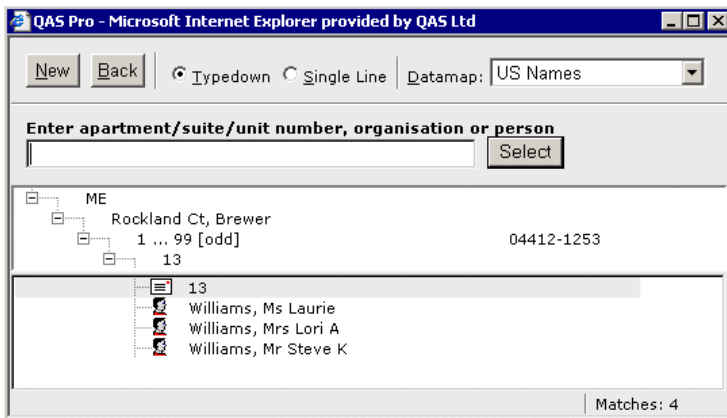 QAS Pro - Microsoft Internet Explorer provided by QAS Ltd
New Back Typedown Single Line Datamap: US Names
Enter apartment/suite/unit number, organisation or person
Select
ME
Rockland Ct, Brewer
1 ... 99 [odd] 04412-1253
13
13
Williams, Ms Laurie
Williams, Mrs Lori A
Williams, Mr Steve K
Matches: 4